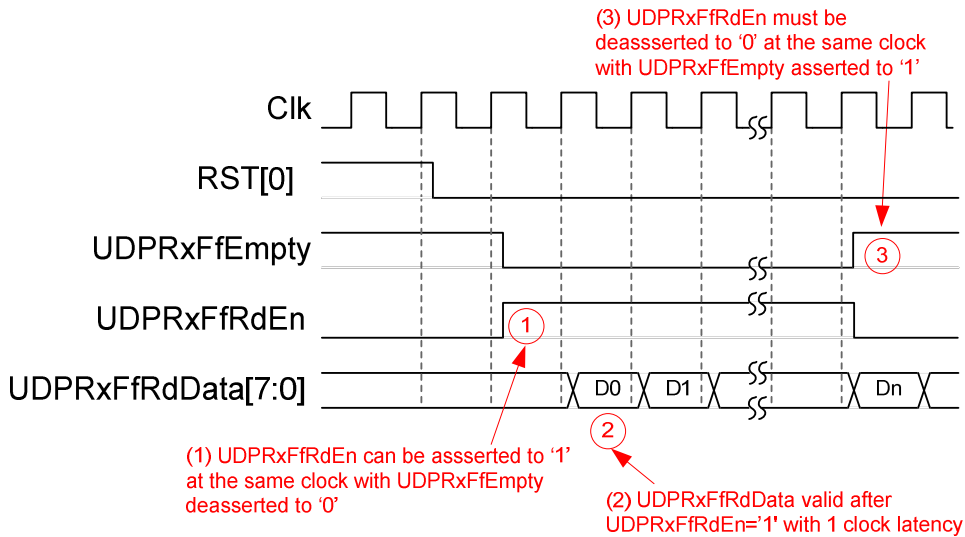 (3) UDPRxFfRdEn must be
deassserted to ‘0’ at the same clock
with UDPRxFfEmpty asserted to ‘1’
Clk
RST[0]
UDPRxFfEmpty
3
UDPRxFfRdEn
1
UDPRxFfRdData[7:0]
D0
D1
Dn
2
(1) UDPRxFfRdEn can be assserted to ‘1’
at the same clock with UDPRxFfEmpty
deasserted to ‘0’
(2) UDPRxFfRdData valid after
UDPRxFfRdEn=’1' with 1 clock latency